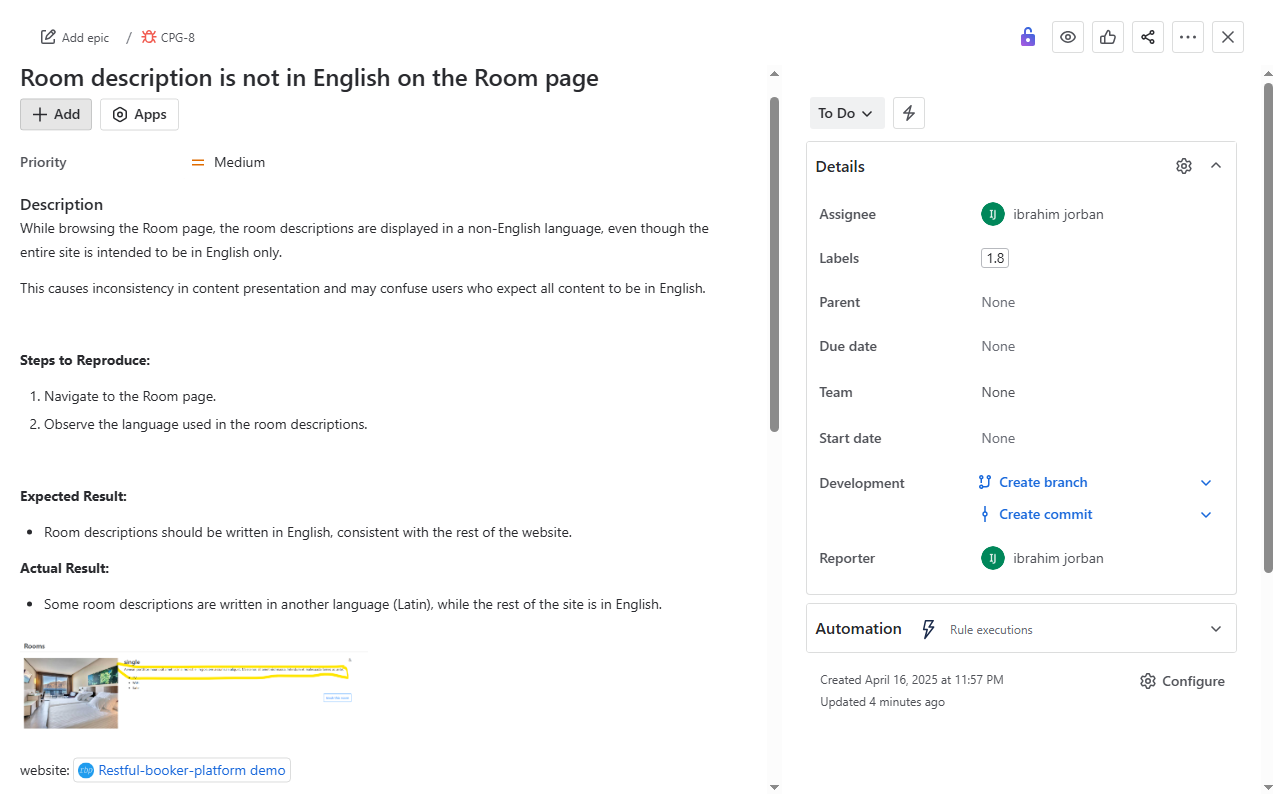 Add epic / CPG-8
Room description is not in English on the Room page
Add Apps
Priority Medium
Description
While browsing the Room page, the room descriptions are displayed in a non-English language, even though the
entire site is intended to be in English only.
This causes inconsistency in content presentation and may confuse users who expect all content to be in English.
Steps to Reproduce:
1. Navigate to the Room page.
2. Observe the language used in the room descriptions.
Expected Result:
• Room descriptions should be written in English, consistent with the rest of the website.
Actual Result:
• Some room descriptions are written in another language (Latin), while the rest of the site is in English.
Rooms
single
website: rbp Restful-booker-platform demo
To Do
Details
Assignee IJ ibrahim jorban
Labels 1.8
Parent None
Due date None
Team None
Start date None
Development Create branch
Create commit
Reporter IJ ibrahim jorban
Automation Rule executions
Created April 16, 2025 at 11:57 PM
Updated 4 minutes ago
Configure